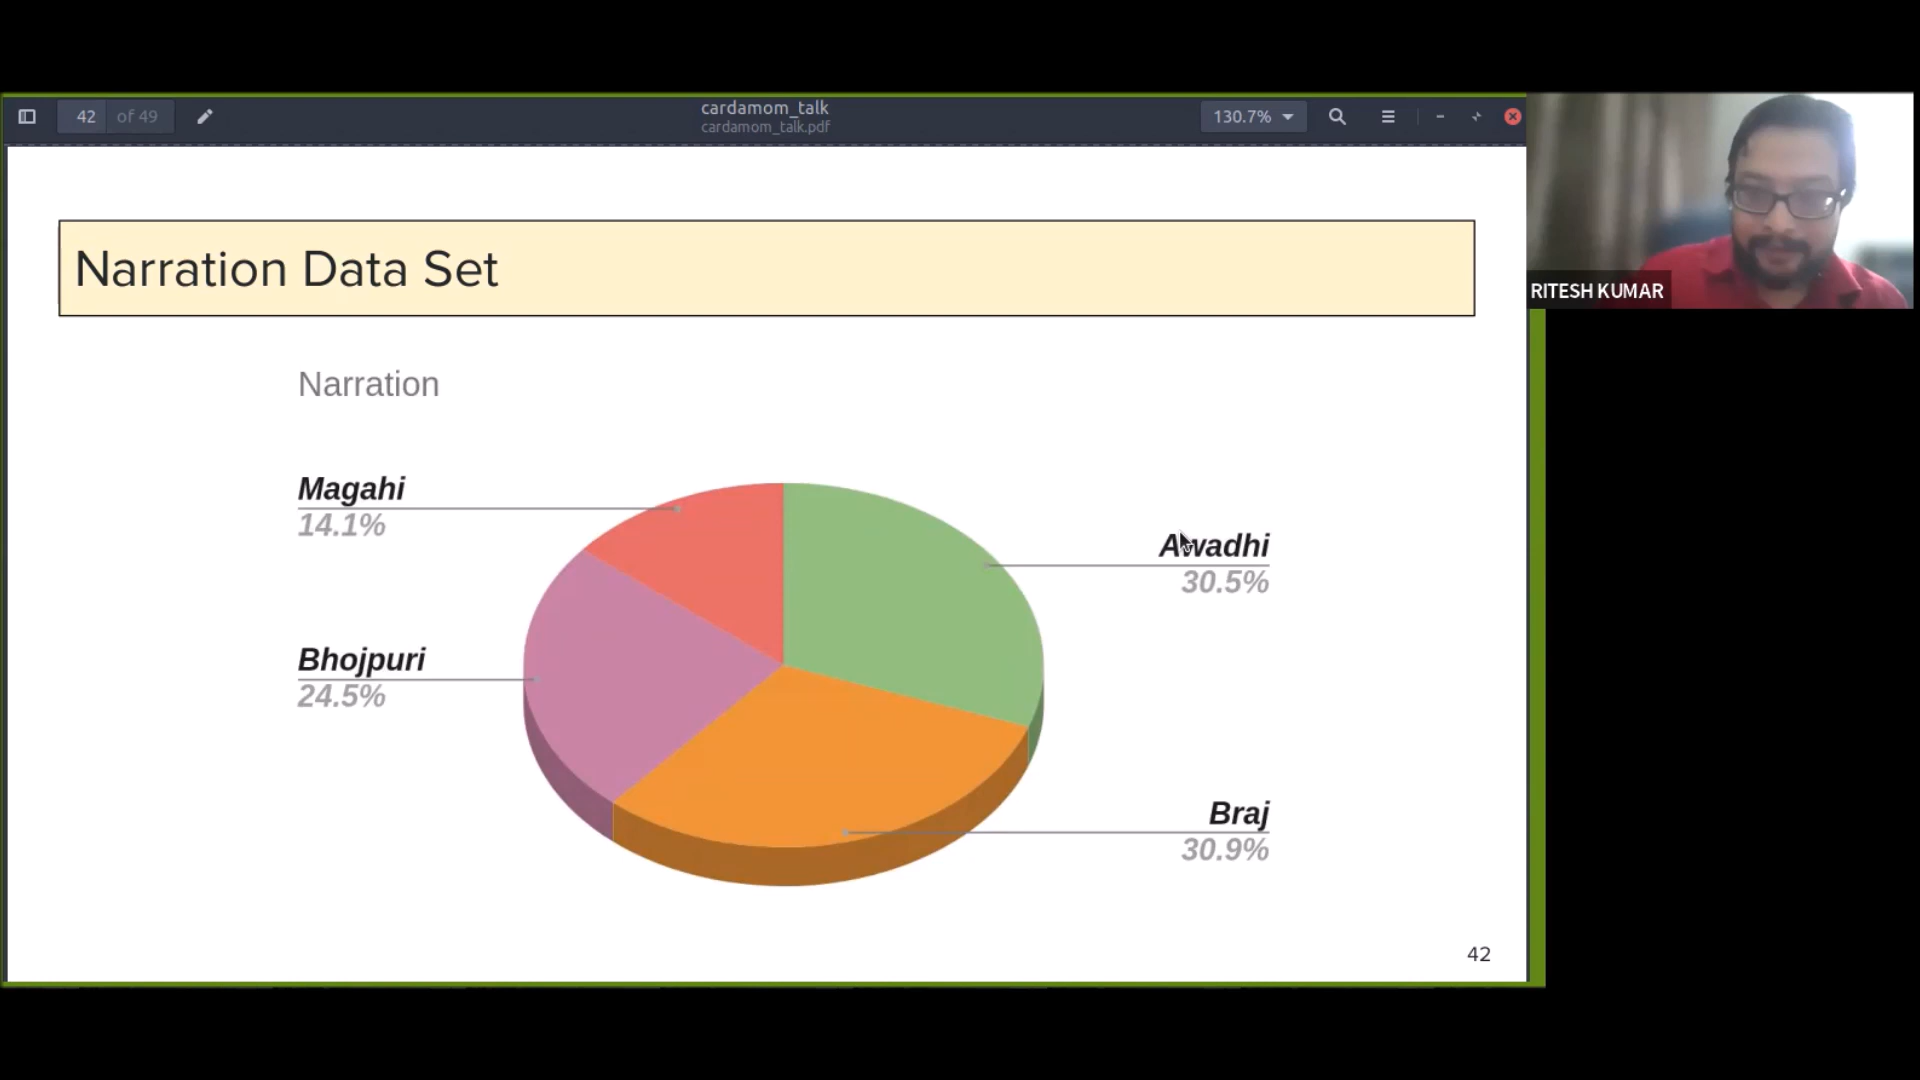 42 of 49
cardamom_talk
cardamom_talk.pdf
130.7%
RITESH KUMAR
Narration Data Set
Narration
Magahi
14.1%
Awadhi
30.5%
Bhojpuri
24.5%
Braj
30.9%
42